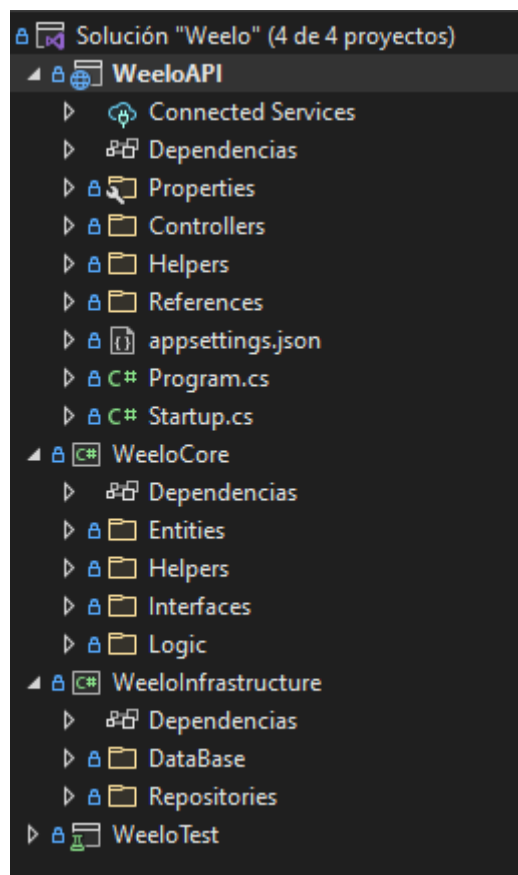 Solución "Weelo" (4 de 4 proyectos)
WeeloAPI
Connected Services
Dependencias
Properties
Controllers
Helpers
References
appsettings.json
C# Program.cs
C# Startup.cs
C# WeeloCore
Dependencias
Entities
Helpers
Interfaces
Logic
C# WeeloInfrastructure
Dependencias
DataBase
Repositories
WeeloTest